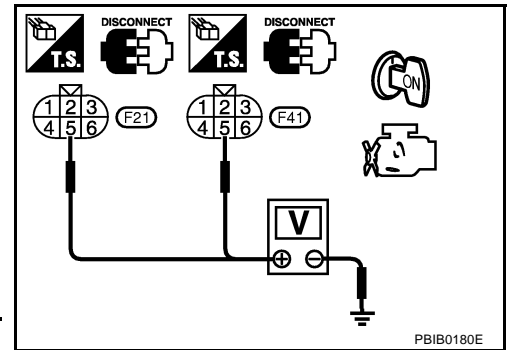 DISCONNECT DISCONNECT
T.S. T.S.
ON
1 2 3 1 2 3
4 5 6 F21 4 5 6 F41
V
+ −
PBIB0180E